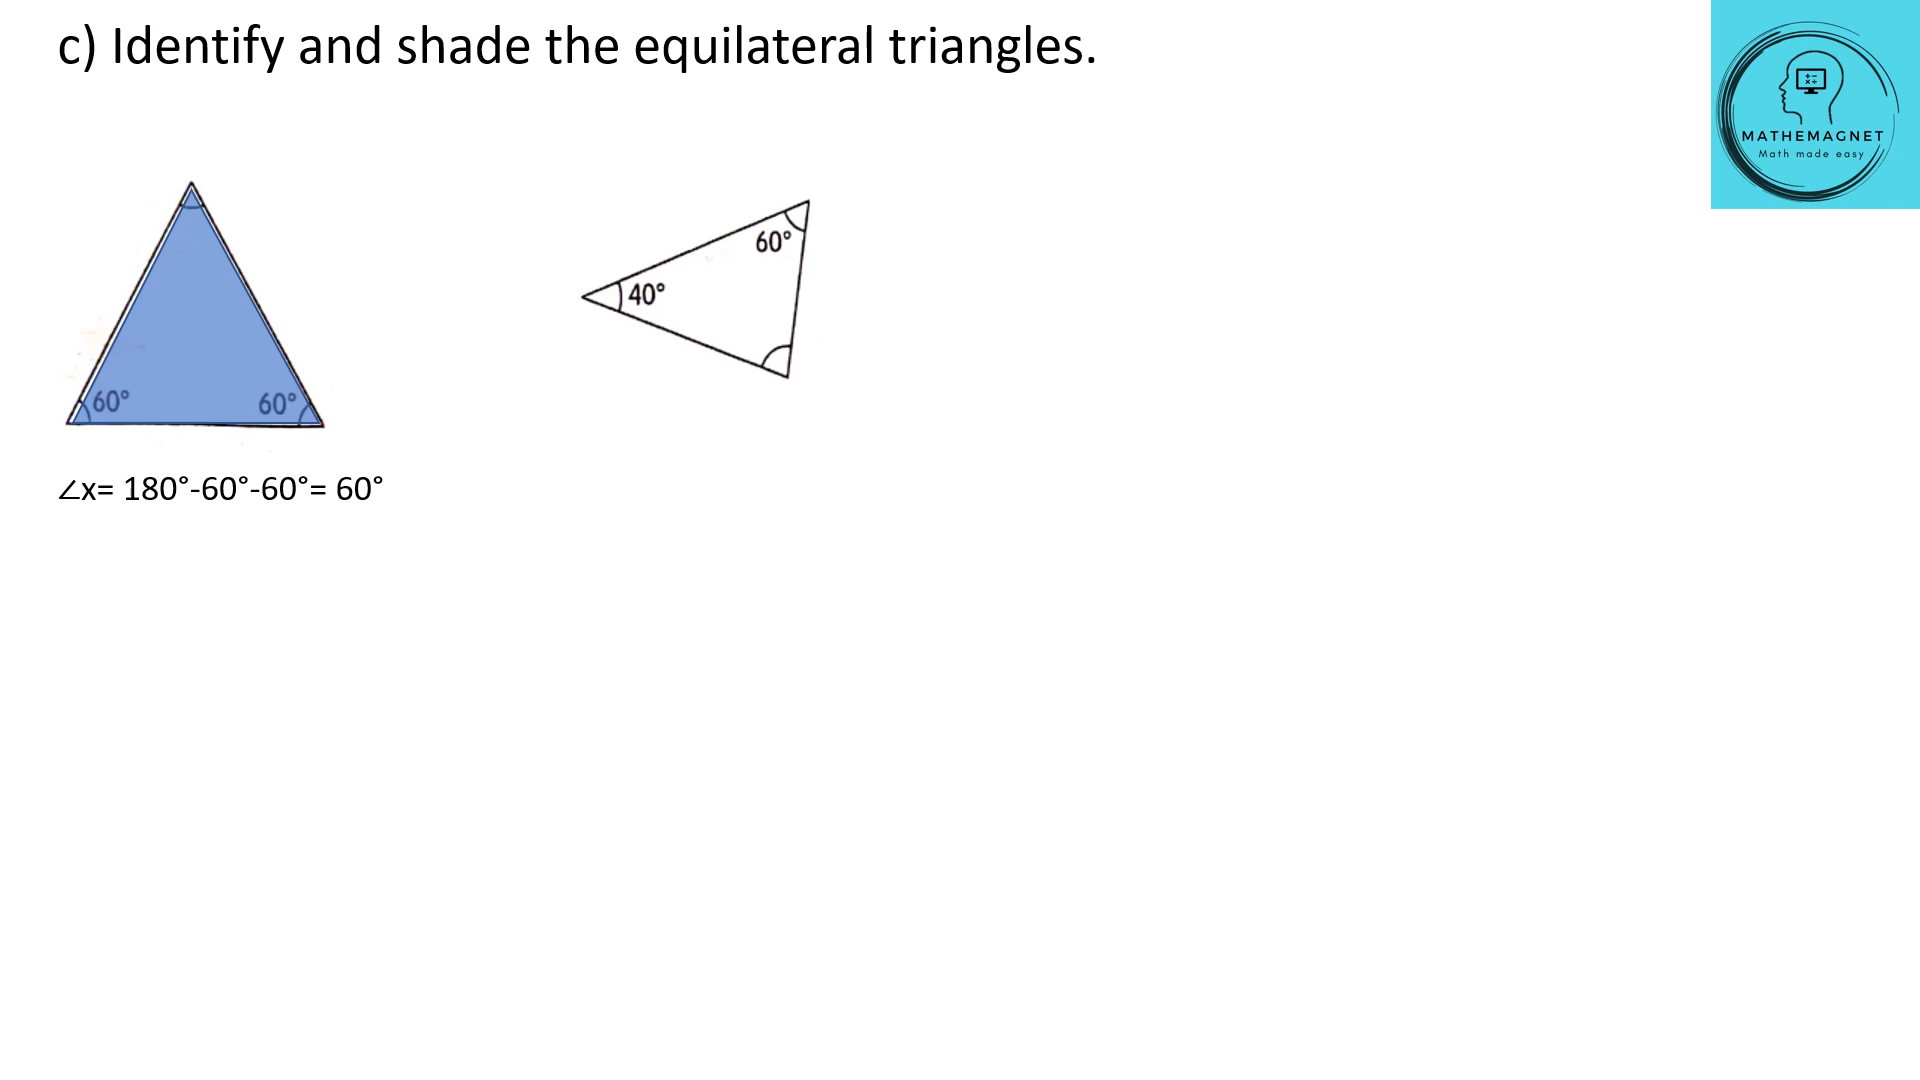 c) Identify and shade the equilateral triangles.
MATHEMAGNET
Math made easy
60°
40°
60° 60°
∠x= 180°-60°-60°= 60°